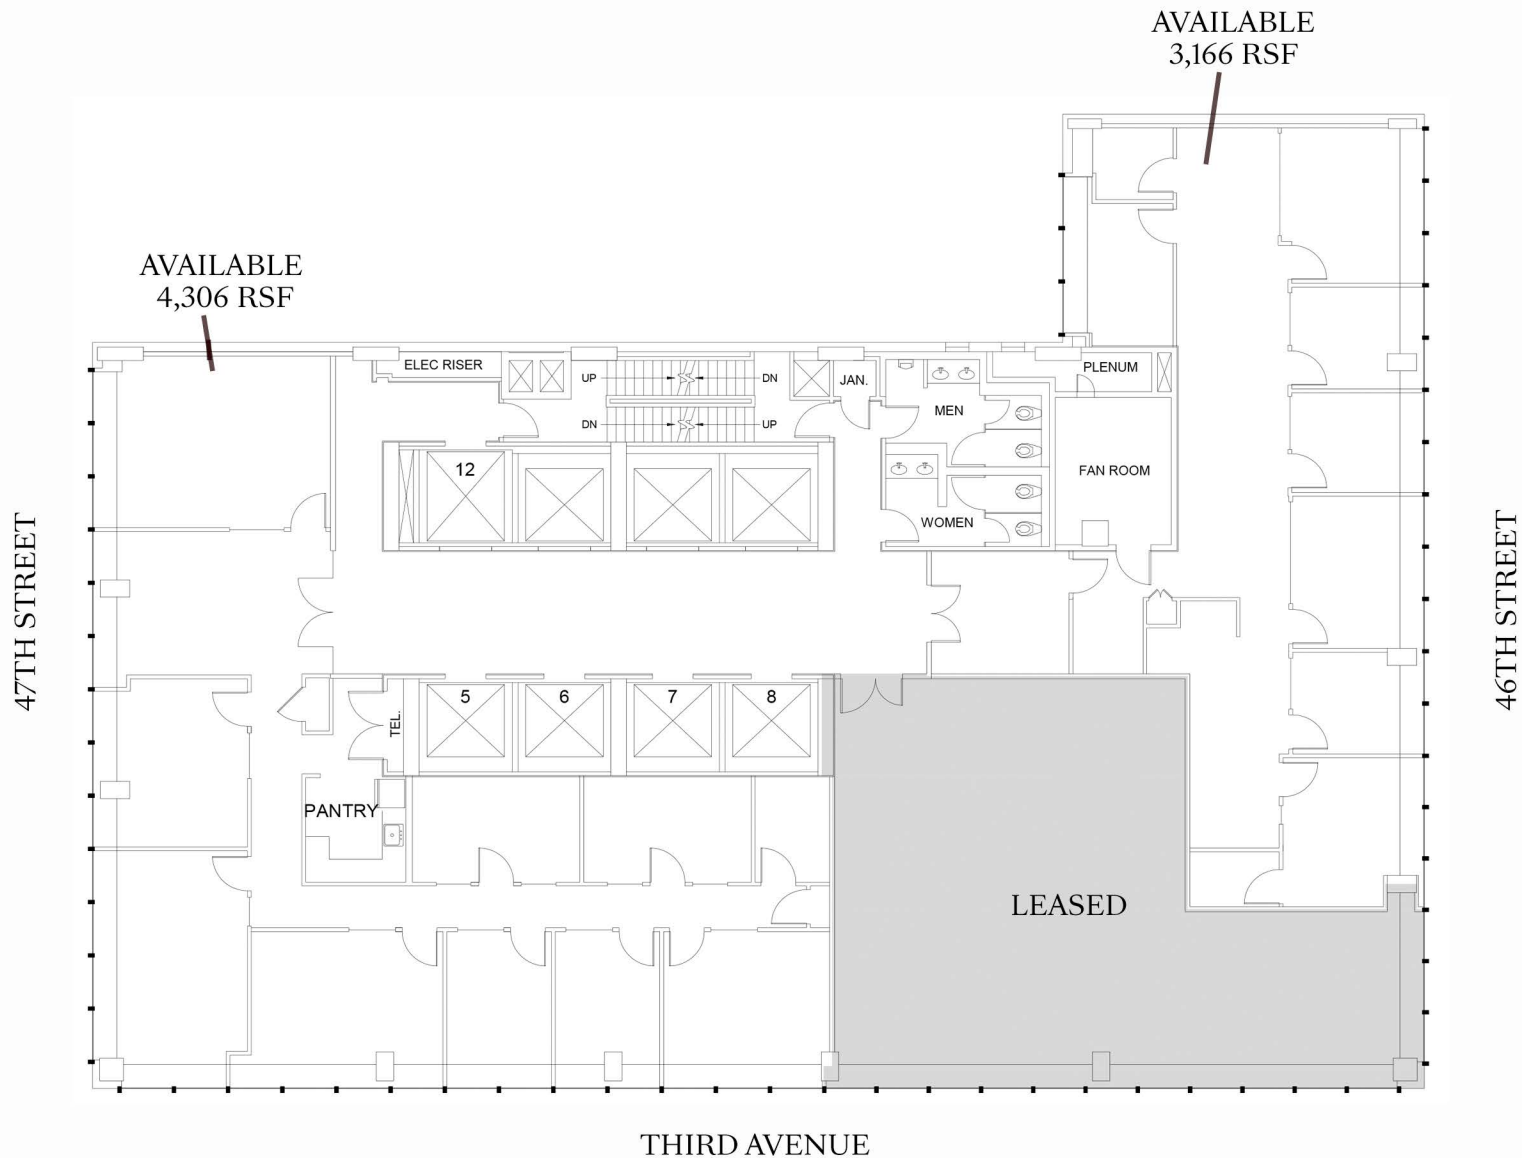 AVAILABLE
3,166 RSF
AVAILABLE
4,306 RSF
ELEC RISER
UP
DN
JAN.
PLENUM
MEN
DN
UP
12
FAN ROOM
WOMEN
47TH STREET
46TH STREET
5
6
7
8
TEL.
PANTRY
LEASED
THIRD AVENUE